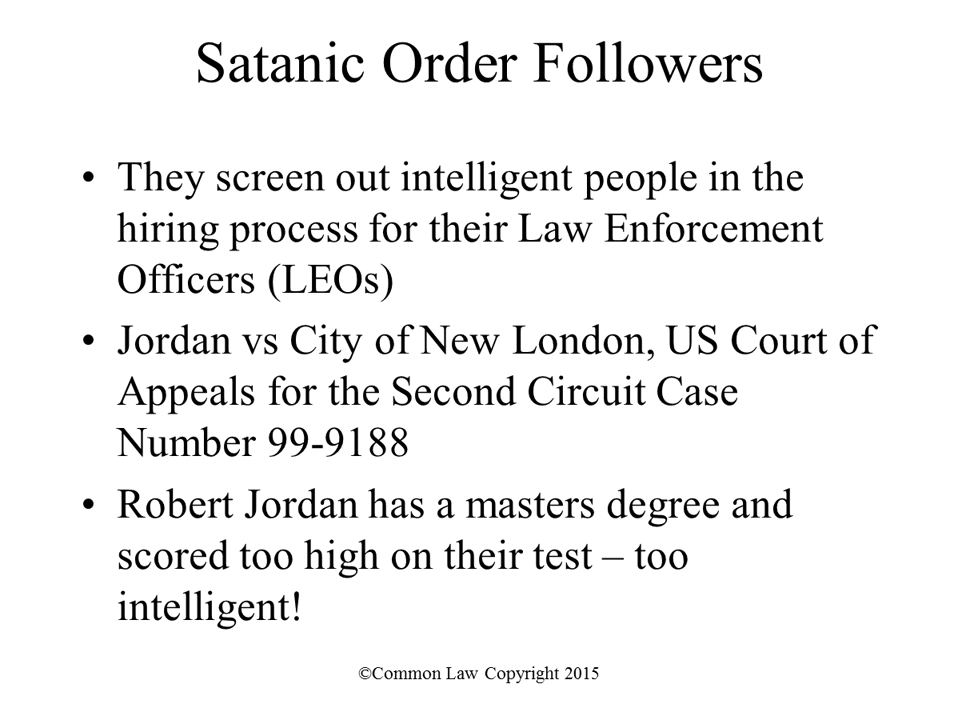 Satanic Order Followers
• They screen out intelligent people in the
hiring process for their Law Enforcement
Officers (LEOs)
• Jordan vs City of New London, US Court of
Appeals for the Second Circuit Case
Number 99-9188
• Robert Jordan has a masters degree and
scored too high on their test – too
intelligent!
©Common Law Copyright 2015